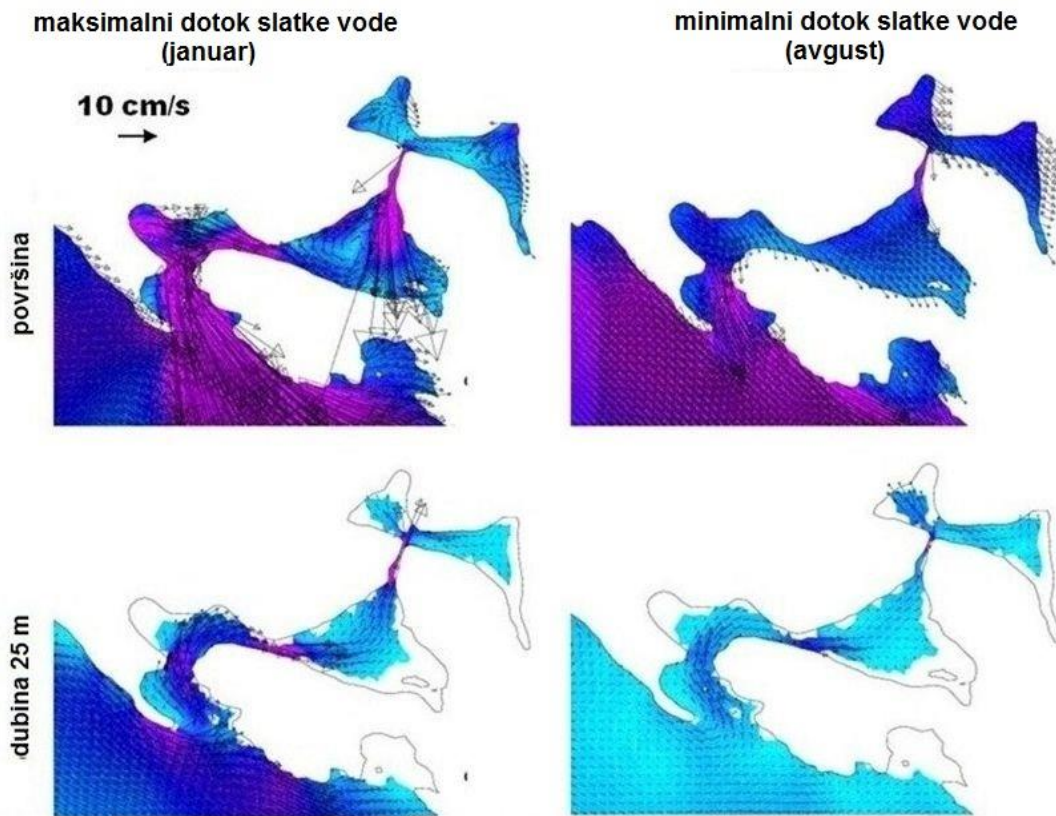 maksimalni dotok slatke vode
(januar)
minimalni dotok slatke vode
(avgust)
10 cm/s
površina
dubina 25 m